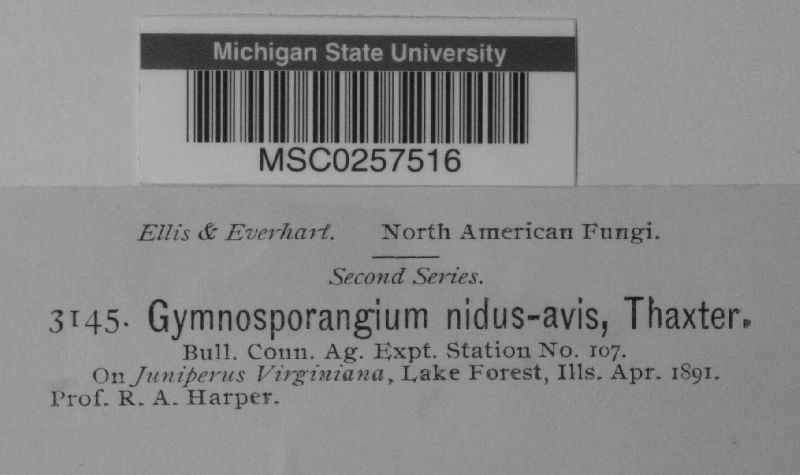 Michigan State University
MSC0257516
Ellis & Everhart. North American Fungi.
Second Series.
3145. Gymnosporangium nidus-avis, Thaxter.
Bull. Conn. Ag. Expt. Station No. 107.
On Juniperus Virginiana, Lake Forest, Ills. Apr. 1891.
Prof. R. A. Harper.